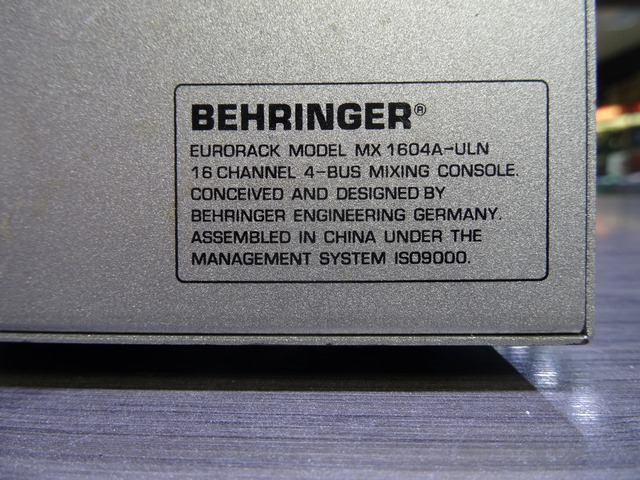 BEHRINGER®
EURORACK MODEL MX 1604A-ULN
16 CHANNEL 4-BUS MIXING CONSOLE.
CONCEIVED AND DESIGNED BY
BEHRINGER ENGINEERING GERMANY.
ASSEMBLED IN CHINA UNDER THE
MANAGEMENT SYSTEM ISO9000.